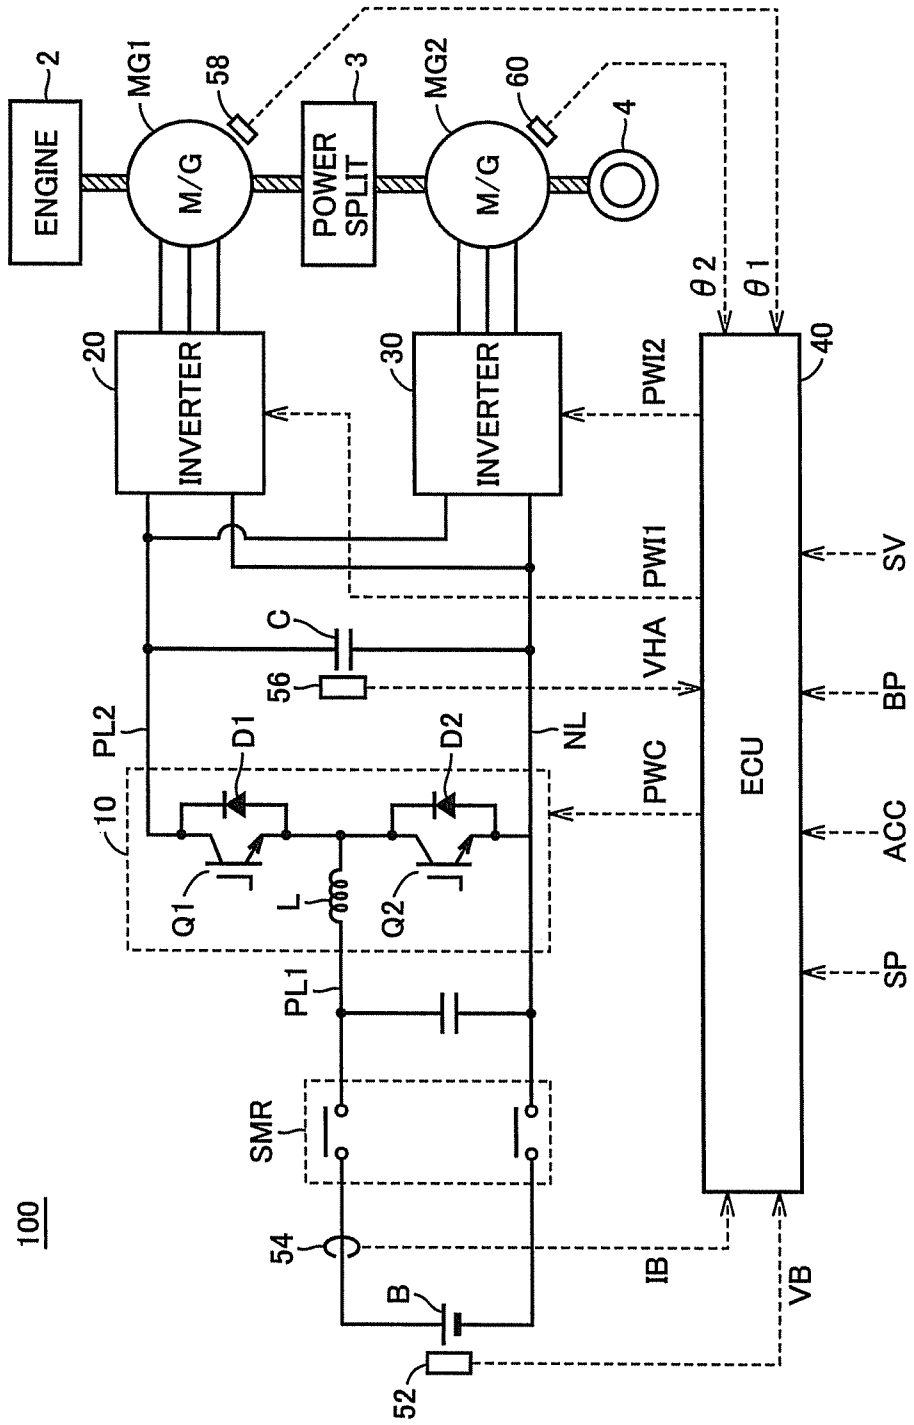 100
ENGINE
2
MG1
M/G
58
POWER
SPLIT
3
MG2
M/G
60
4
20
INVERTER
30
INVERTER
θ2
θ1
40
PWI2
PWI1
VHA
PWC
ECU
SV
BP
ACC
SP
C
56
PL2
NL
10
D1
D2
Q1
Q2
L
PL1
SMR
54
B
52
IB
VB